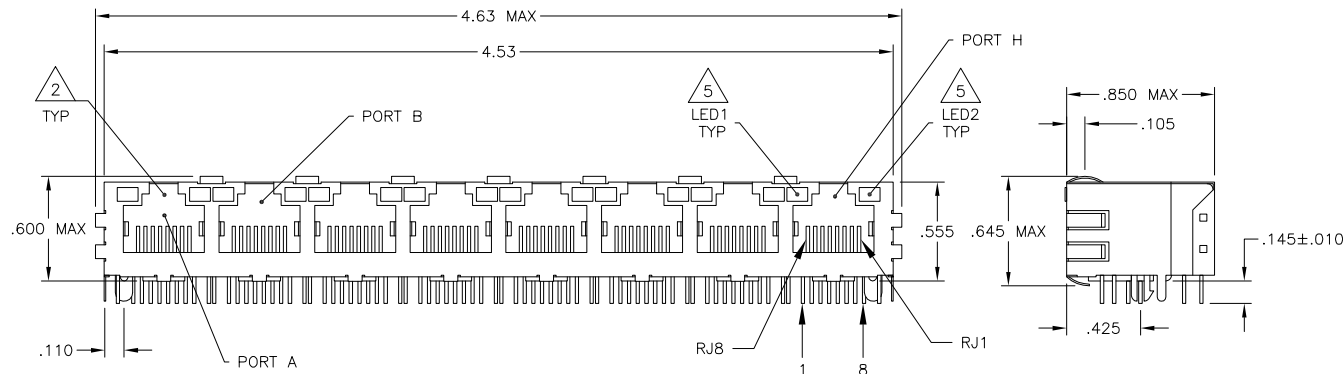 4.63 MAX
4.53
PORT H
2
TYP
PORT B
5
LED1
TYP
5
LED2
TYP
.850 MAX
.105
.600 MAX
.555
.645 MAX
.145±.010
.110
PORT A
RJ8
1
8
RJ1
.425